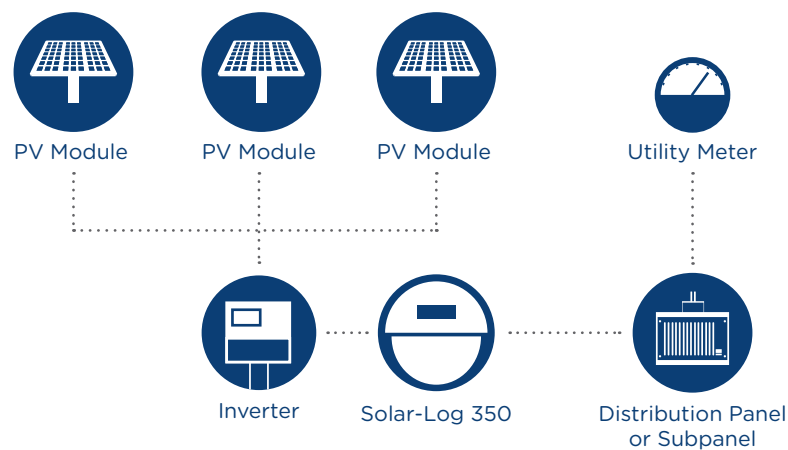 PV Module
PV Module
PV Module
Utility Meter
Inverter
Solar-Log 350
Distribution Panel
or Subpanel